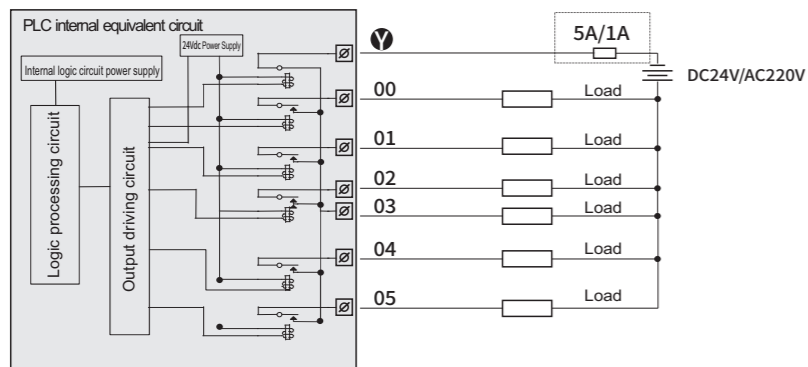 PLC internal equivalent circuit
24Vdc Power Supply
Internal logic circuit power supply
Logic processing circuit
Output driving circuit
Y
5A/1A
DC24V/AC220V
00 Load
01 Load
02 Load
03 Load
04 Load
05 Load